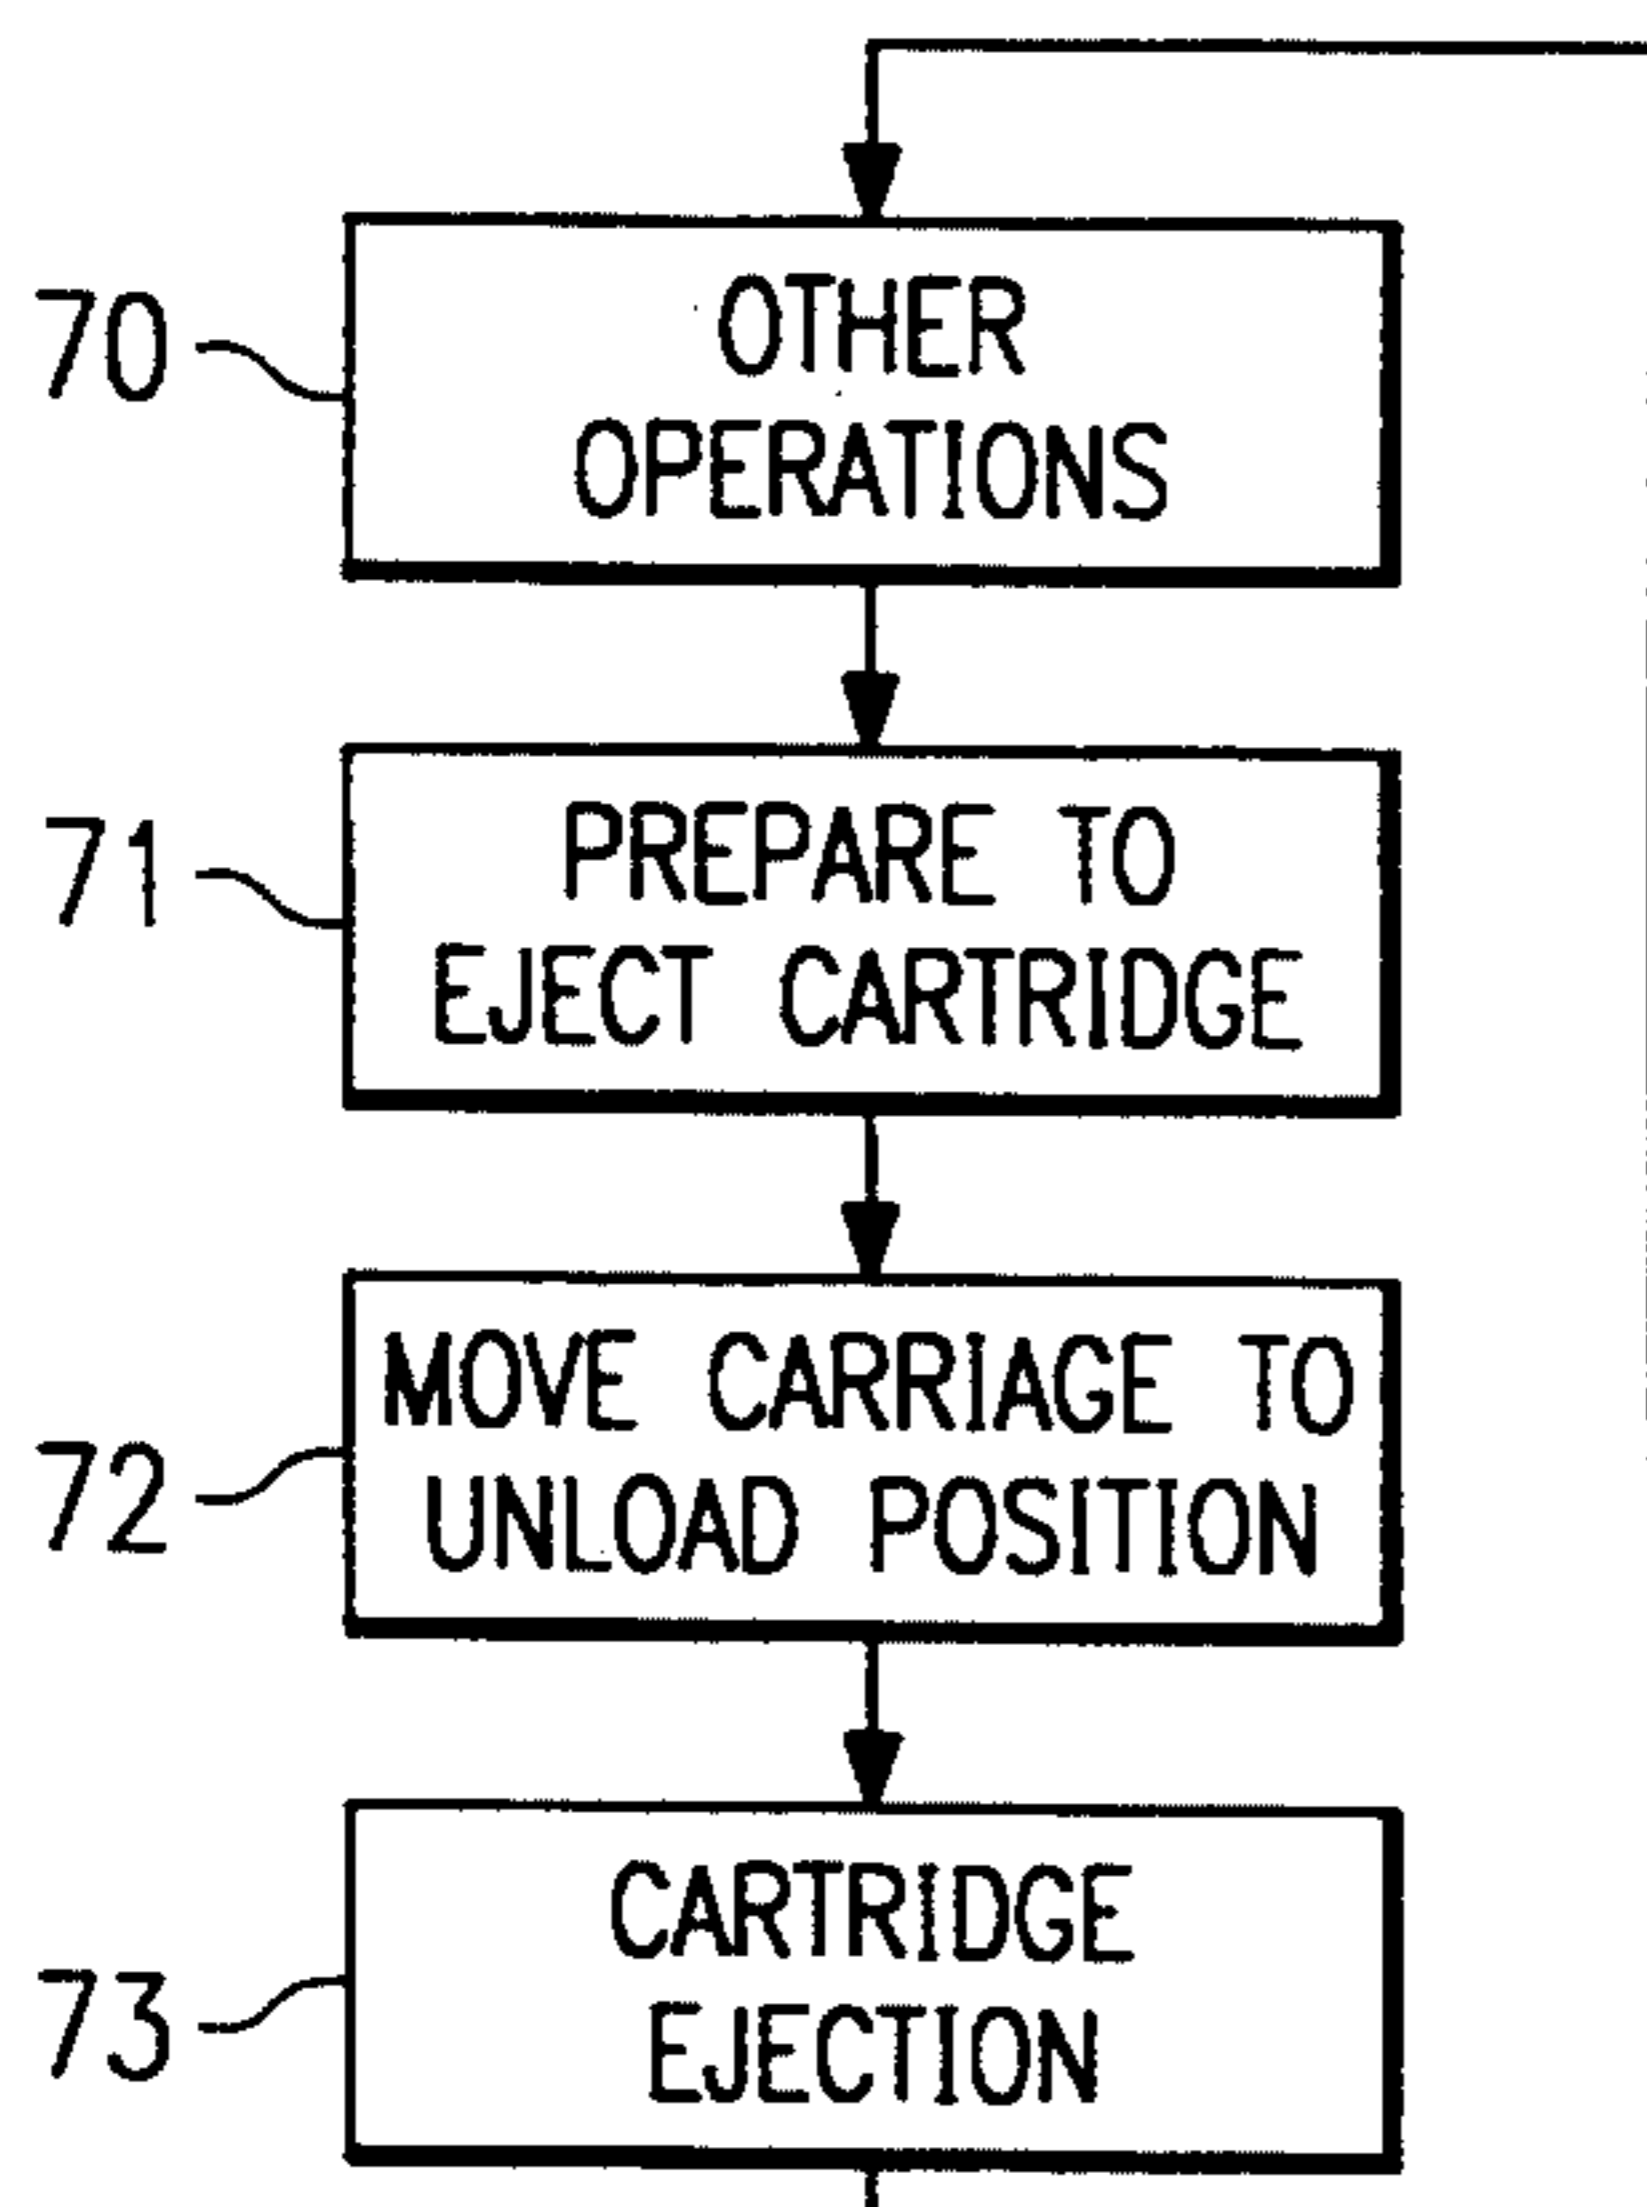 70
OTHER
OPERATIONS
71
PREPARE TO
EJECT CARTRIDGE
72
MOVE CARRIAGE TO
UNLOAD POSITION
73
CARTRIDGE
EJECTION